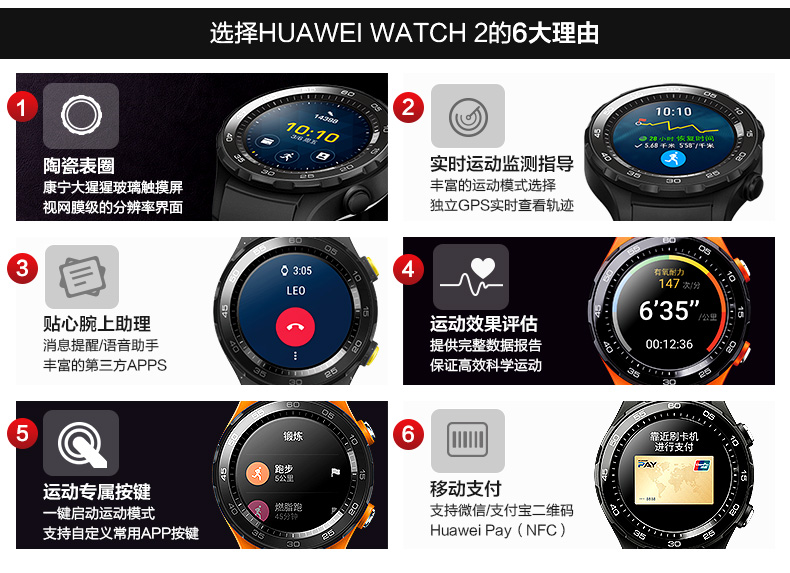 选择HUAWEI WATCH 2的6大理由
1
陶瓷表圈
康宁大猩猩玻璃触摸屏
视网膜级的分辨率界面
14398
10:10
2
实时运动监测指导
丰富的运动模式选择
独立GPS实时查看轨迹
10:10
28 小时 恢复时间
5.68 千米 5'58"/千米
3
贴心腕上助理
消息提醒/语音助手
丰富的第三方APPS
3:05
LEO
4
运动效果评估
提供完整数据报告
保证高效科学运动
有氧耐力
147 次/分
6'35" /公里
00:12:36
5
运动专属按键
一键启动运动模式
支持自定义常用APP按键
锻炼
跑步
5公里
燃脂跑
45分钟
6
移动支付
支持微信/支付宝二维码
Huawei Pay（NFC）
靠近刷卡机
进行支付
PAY